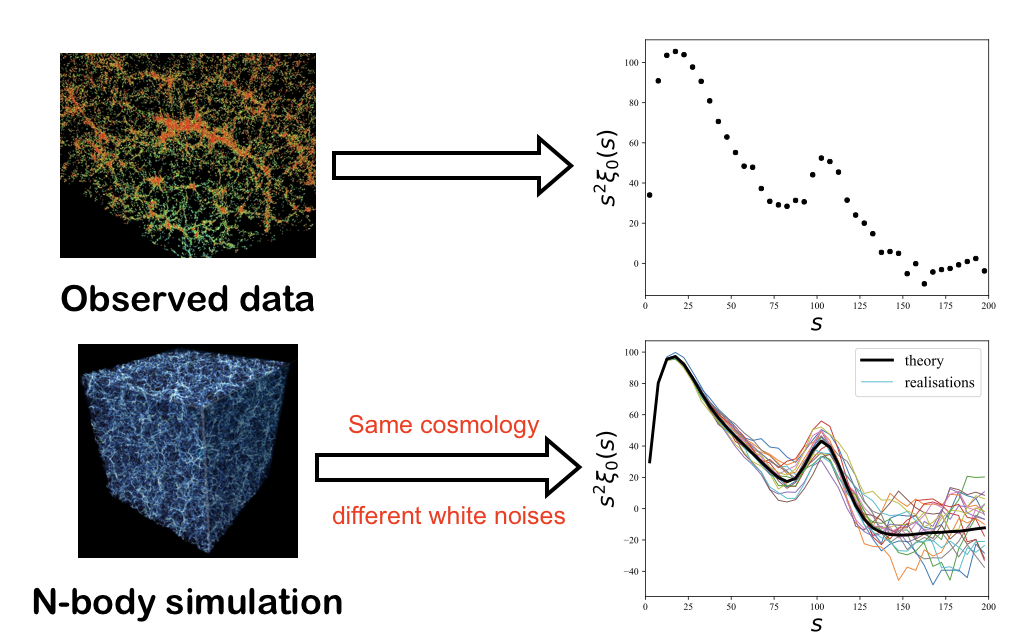 Observed data
s²ξ₀(s)
100
80
60
40
20
0
0 25 50 75 100 125 150 175 200
s
N-body simulation
Same cosmology
different white noises
theory
realisations
s²ξ₀(s)
100
80
60
40
20
0
−20
−40
0 25 50 75 100 125 150 175 200
s